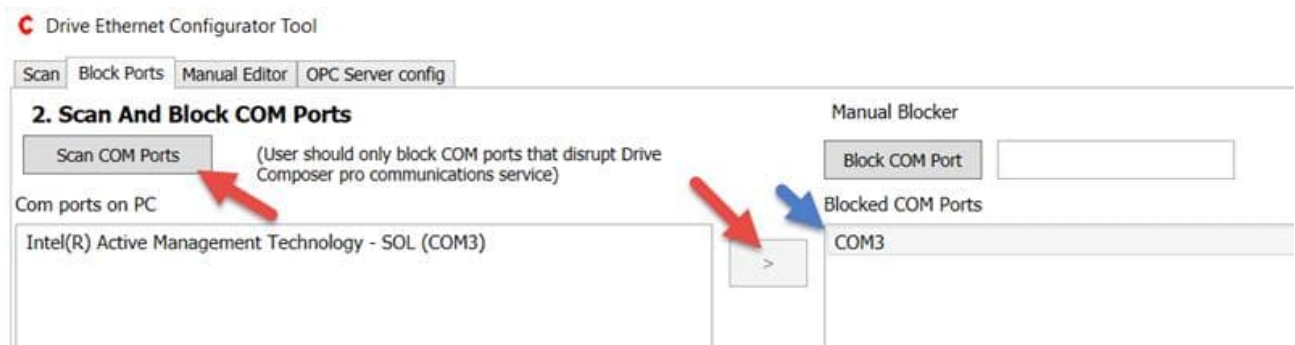 Drive Ethernet Configurator Tool
Scan Block Ports Manual Editor OPC Server config
2. Scan And Block COM Ports
Manual Blocker
Scan COM Ports
(User should only block COM ports that disrupt Drive
Composer pro communications service)
Block COM Port
Com ports on PC
Blocked COM Ports
Intel(R) Active Management Technology - SOL (COM3)
>
COM3